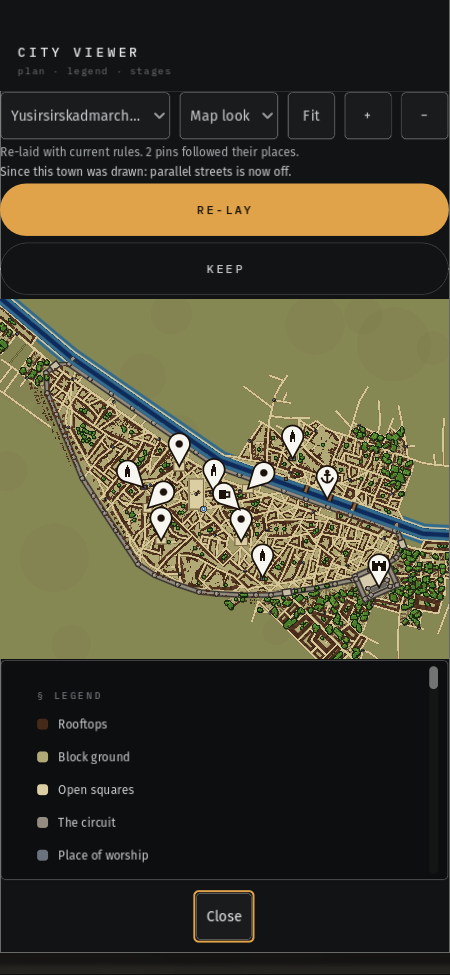 CITY VIEWER
plan · legend · stages
Yusirsirskadmarch... Map look Fit + −
Re-laid with current rules. 2 pins followed their places.
Since this town was drawn: parallel streets is now off.
RE-LAY
KEEP
§ LEGEND
Rooftops
Block ground
Open squares
The circuit
Place of worship
Close